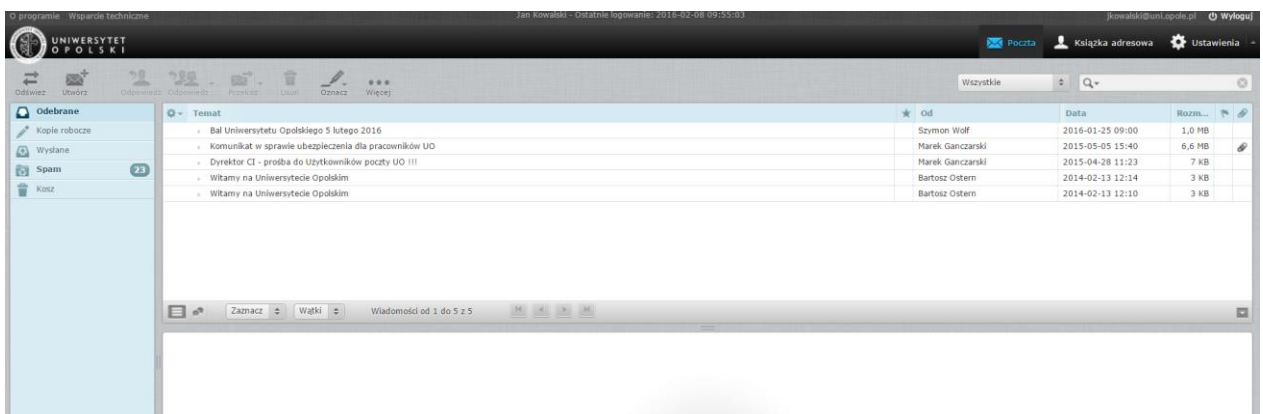 O programie Wsparcie techniczne Jan Kowalski - Ostatnie logowanie: 2016-02-08 09:55:03 jkowalski@uni.opole.pl Wyloguj
UNIWERSYTET
OPOLSKI
Poczta Książka adresowa Ustawienia
Odśwież Utwórz Odpowiedz Odpowiedz Przekaż Usuń Oznacz Więcej
Wszystkie
Odebrane
Kopie robocze
Wysłane
Spam 23
Kosz
Temat Od Data Rozm...
Bal Uniwersytetu Opolskiego 5 lutego 2016 Szymon Wolf 2016-01-25 09:00 1,0 MB
Komunikat w sprawie ubezpieczenia dla pracowników UO Marek Ganczarski 2015-05-05 15:40 6,6 MB
Dyrektor CI - prośba do Użytkowników poczty UO !!! Marek Ganczarski 2015-04-28 11:23 7 KB
Witamy na Uniwersytecie Opolskim Bartosz Ostern 2014-02-13 12:14 3 KB
Witamy na Uniwersytecie Opolskim Bartosz Ostern 2014-02-13 12:10 3 KB
Zaznacz Wątki Wiadomości od 1 do 5 z 5